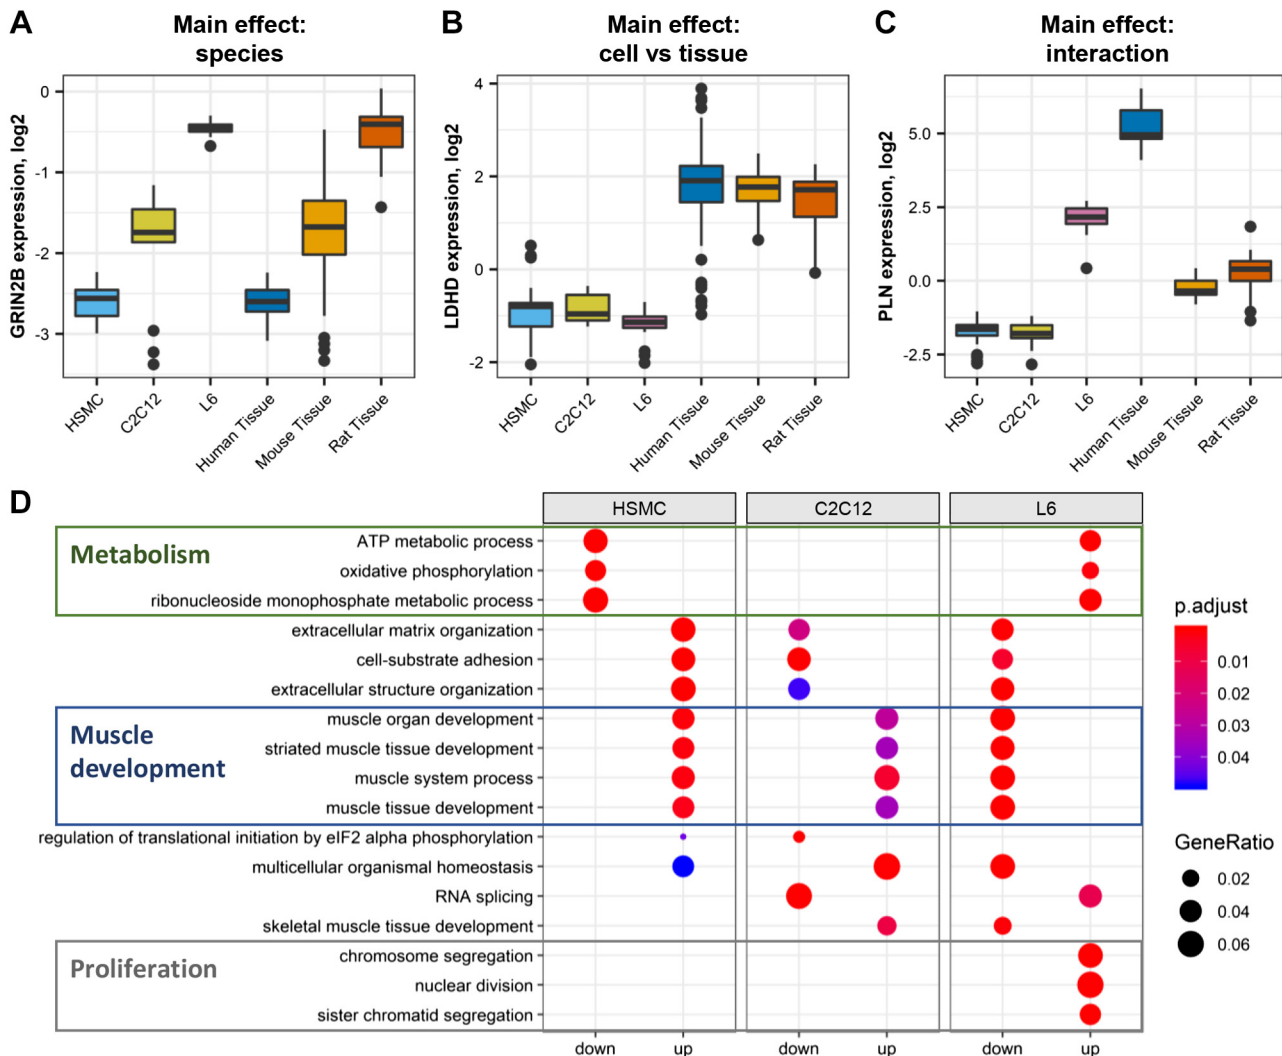 A
Main effect:
species
GRIN2B expression, log2
0
-1
-2
-3
HSMC
C2C12
L6
Human Tissue
Mouse Tissue
Rat Tissue
B
Main effect:
cell vs tissue
LDHD expression, log2
4
2
0
-2
HSMC
C2C12
L6
Human Tissue
Mouse Tissue
Rat Tissue
C
Main effect:
interaction
PLN expression, log2
5.0
2.5
0.0
-2.5
HSMC
C2C12
L6
Human Tissue
Mouse Tissue
Rat Tissue
D
HSMC
C2C12
L6
Metabolism
ATP metabolic process
oxidative phosphorylation
ribonucleoside monophosphate metabolic process
extracellular matrix organization
cell-substrate adhesion
extracellular structure organization
Muscle
development
muscle organ development
striated muscle tissue development
muscle system process
muscle tissue development
regulation of translational initiation by eIF2 alpha phosphorylation
multicellular organismal homeostasis
RNA splicing
skeletal muscle tissue development
Proliferation
chromosome segregation
nuclear division
sister chromatid segregation
down
up
down
up
down
up
p.adjust
0.01
0.02
0.03
0.04
GeneRatio
0.02
0.04
0.06